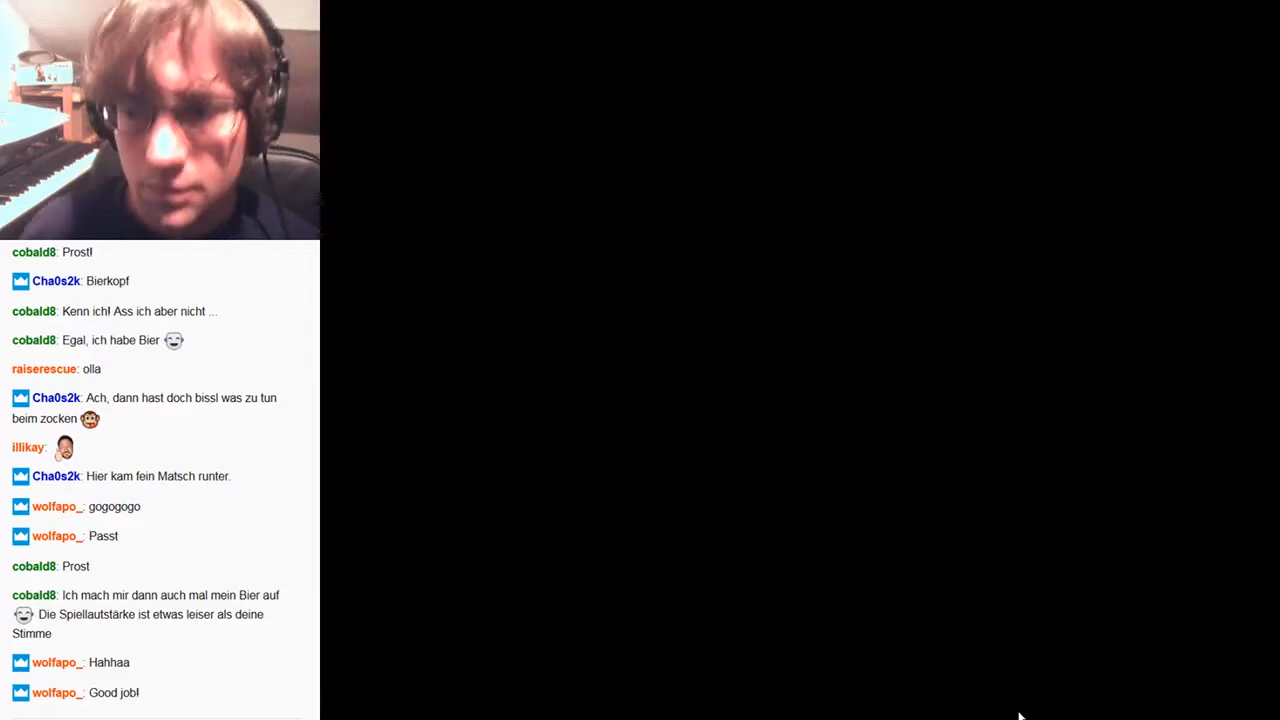 cobald8: Prost!
Cha0s2k: Bierkopf
cobald8: Kenn ich! Ass ich aber nicht ...
cobald8: Egal, ich habe Bier
raiserescue: olla
Cha0s2k: Ach, dann hast doch bissl was zu tun
beim zocken
illikay:
Cha0s2k: Hier kam fein Matsch runter.
wolfapo_: gogogogo
wolfapo_: Passt
cobald8: Prost
cobald8: Ich mach mir dann auch mal mein Bier auf
Die Spiellautstärke ist etwas leiser als deine
Stimme
wolfapo_: Hahhaa
wolfapo_: Good job!